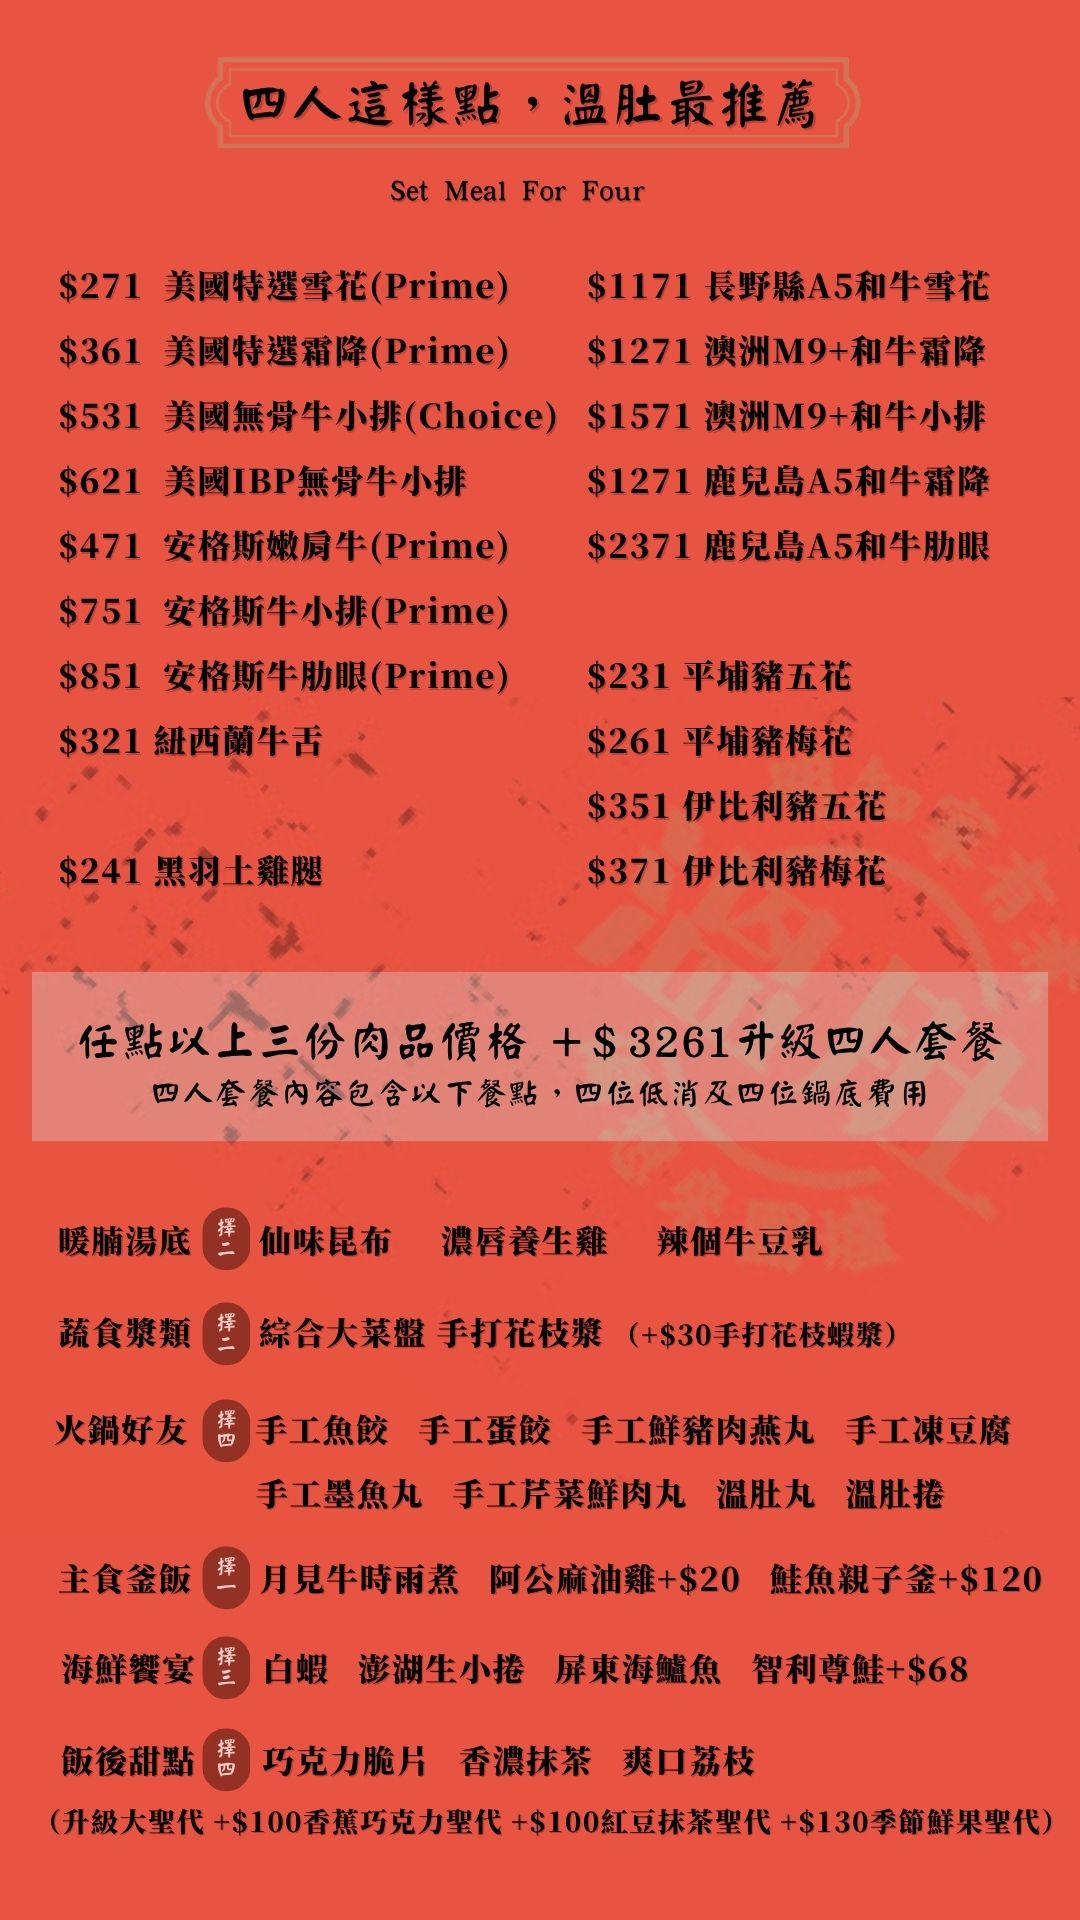 四人這樣點，溫肚最推薦
Set Meal For Four
$271 美國特選雪花(Prime)
$361 美國特選霜降(Prime)
$531 美國無骨牛小排(Choice)
$621 美國IBP無骨牛小排
$471 安格斯嫩肩牛(Prime)
$751 安格斯牛小排(Prime)
$851 安格斯牛肋眼(Prime)
$321 紐西蘭牛舌
$241 黑羽土雞腿
$1171 長野縣A5和牛雪花
$1271 澳洲M9+和牛霜降
$1571 澳洲M9+和牛小排
$1271 鹿兒島A5和牛霜降
$2371 鹿兒島A5和牛肋眼
$231 平埔豬五花
$261 平埔豬梅花
$351 伊比利豬五花
$371 伊比利豬梅花
任點以上三份肉品價格 ＋$ 3261升級四人套餐
四人套餐內容包含以下餐點，四位低消及四位鍋底費用
暖腩湯底 擇二 仙味昆布 濃唇養生雞 辣個牛豆乳
蔬食漿類 擇二 綜合大菜盤 手打花枝漿 （+$30手打花枝蝦漿）
火鍋好友 擇四 手工魚餃 手工蛋餃 手工鮮豬肉燕丸 手工凍豆腐
手工墨魚丸 手工芹菜鮮肉丸 溫肚丸 溫肚捲
主食釜飯 擇一 月見牛時雨煮 阿公麻油雞+$20 鮭魚親子釜+$120
海鮮饗宴 擇三 白蝦 澎湖生小捲 屏東海鱸魚 智利尊鮭+$68
飯後甜點 擇四 巧克力脆片 香濃抹茶 爽口荔枝
（升級大聖代 +$100香蕉巧克力聖代 +$100紅豆抹茶聖代 +$130季節鮮果聖代）